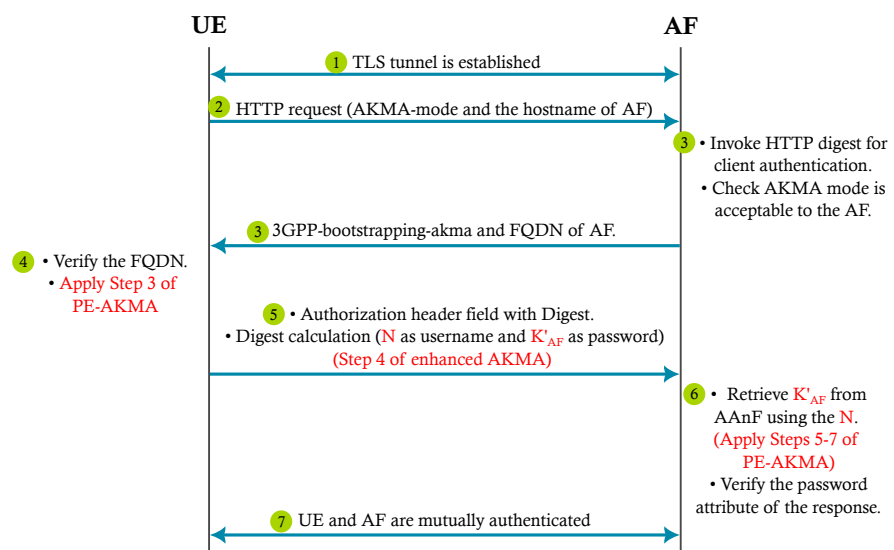 UE
AF
1 TLS tunnel is established
2 HTTP request (AKMA-mode and the hostname of AF)
3 • Invoke HTTP digest for
client authentication.
• Check AKMA mode is
acceptable to the AF.
3 3GPP-bootstrapping-akma and FQDN of AF.
4 • Verify the FQDN.
• Apply Step 3 of
PE-AKMA
5 • Authorization header field with Digest.
• Digest calculation (N as username and K'AF as password)
(Step 4 of enhanced AKMA)
6 • Retrieve K'AF from
AAnF using the N.
(Apply Steps 5-7 of
PE-AKMA)
• Verify the password
attribute of the response.
7 UE and AF are mutually authenticated